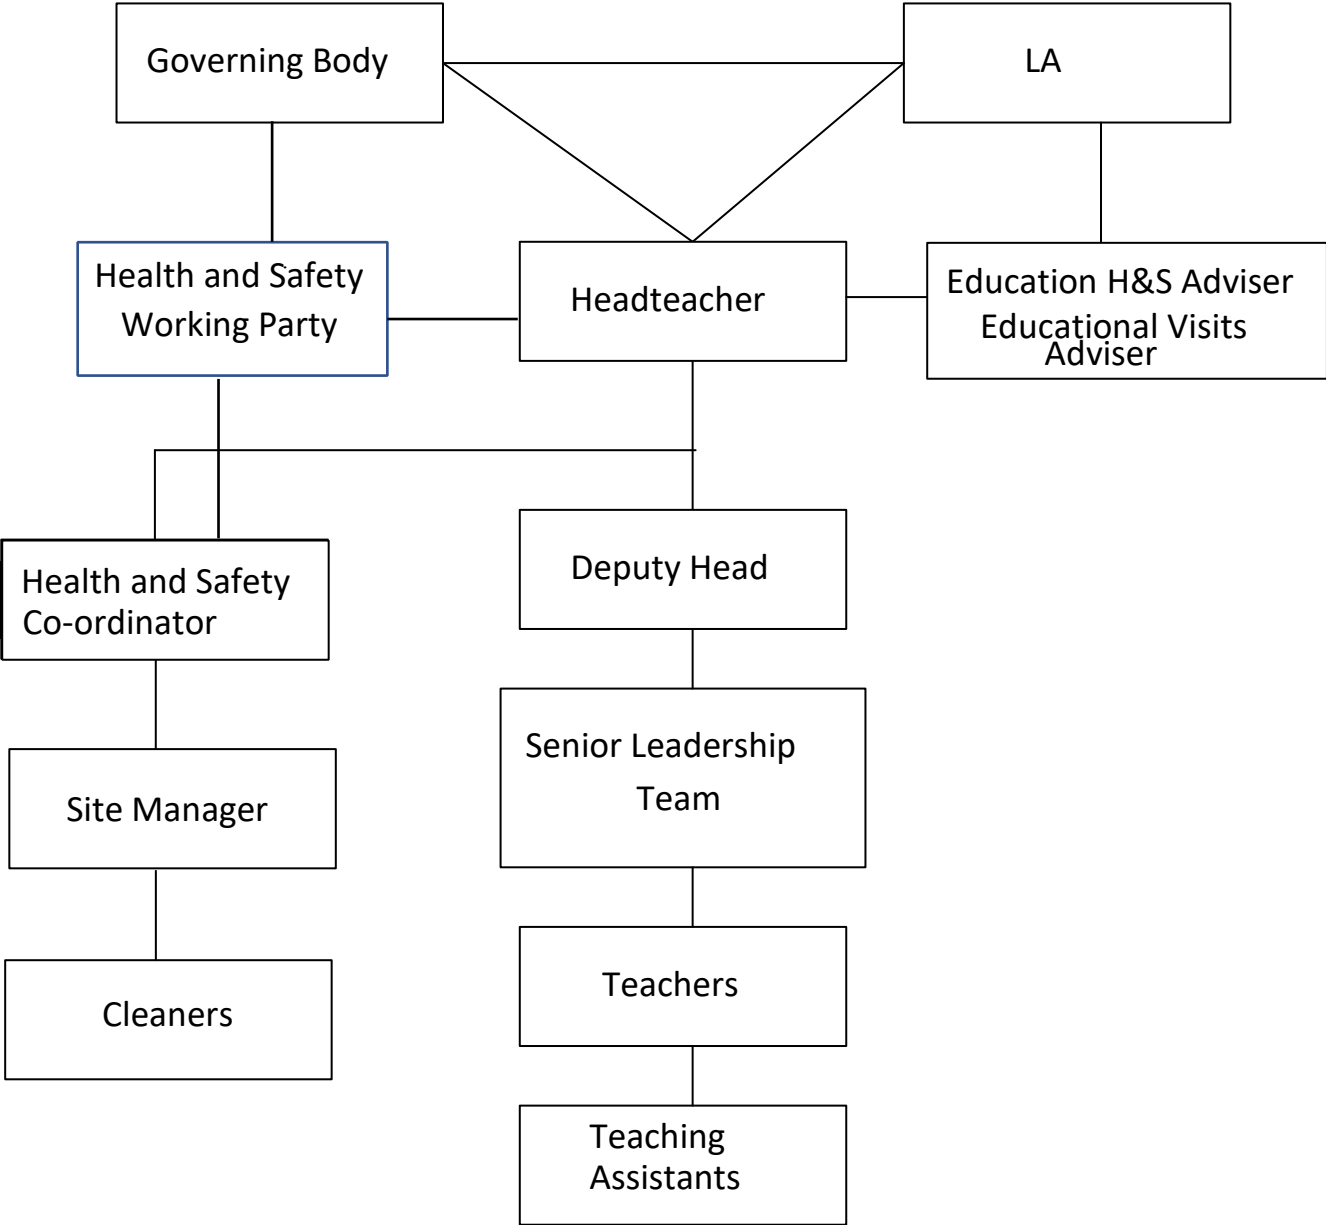 Governing Body
LA
Health and Safety
Working Party
Headteacher
Education H&S Adviser
Educational Visits
Adviser
Health and Safety
Co-ordinator
Deputy Head
Senior Leadership
Team
Site Manager
Teachers
Cleaners
Teaching
Assistants